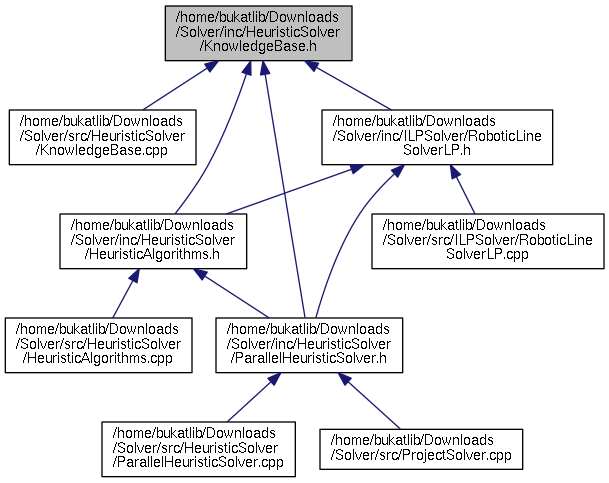 /home/bukatlib/Downloads
/Solver/inc/HeuristicSolver
/KnowledgeBase.h
/home/bukatlib/Downloads
/Solver/src/HeuristicSolver
/KnowledgeBase.cpp
/home/bukatlib/Downloads
/Solver/inc/ILPSolver/RoboticLine
SolverLP.h
/home/bukatlib/Downloads
/Solver/inc/HeuristicSolver
/HeuristicAlgorithms.h
/home/bukatlib/Downloads
/Solver/src/ILPSolver/RoboticLine
SolverLP.cpp
/home/bukatlib/Downloads
/Solver/src/HeuristicSolver
/HeuristicAlgorithms.cpp
/home/bukatlib/Downloads
/Solver/inc/HeuristicSolver
/ParallelHeuristicSolver.h
/home/bukatlib/Downloads
/Solver/src/HeuristicSolver
/ParallelHeuristicSolver.cpp
/home/bukatlib/Downloads
/Solver/src/ProjectSolver.cpp